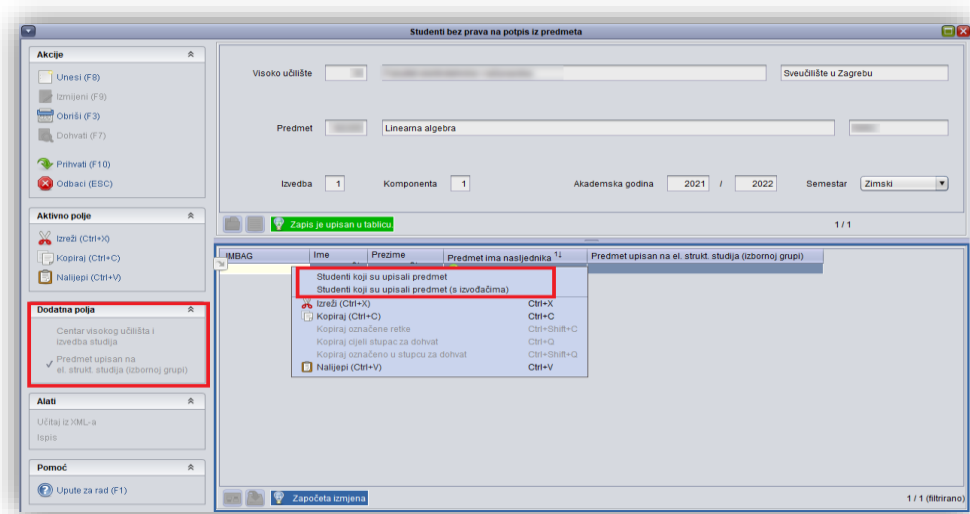 Studenti bez prava na potpis iz predmeta
Akcije
Unesi (F8)
Izmijeni (F9)
Obriši (F3)
Dohvati (F7)
Prihvati (F10)
Odbaci (ESC)
Aktivno polje
Izreži (Ctrl+X)
Kopiraj (Ctrl+C)
Nalijepi (Ctrl+V)
Dodatna polja
Centar visokog učilišta i
izvedba studija
Predmet upisan na
el. strukt. studija (izbornoj grupi)
Alati
Učitaj iz XML-a
Ispis
Pomoć
Upute za rad (F1)
Visoko učilište Sveučilište u Zagrebu
Predmet Linearna algebra
Izvedba 1 Komponenta 1 Akademska godina 2021 / 2022 Semestar Zimski
Zapis je upisan u tablicu. 1 / 1
IMBAG Ime Prezime Predmet ima nasljednika 1↓ Predmet upisan na el. strukt. studija (izbornoj grupi)
Studenti koji su upisali predmet
Studenti koji su upisali predmet (s izvođačima)
Izreži (Ctrl+X) Ctrl+X
Kopiraj (Ctrl+C) Ctrl+C
Kopiraj označene retke Ctrl+Shift+C
Kopiraj cijeli stupac za dohvat Ctrl+Q
Kopiraj označeno u stupcu za dohvat Ctrl+Shift+Q
Nalijepi (Ctrl+V) Ctrl+V
Započeta izmjena 1 / 1 (filtrirano)